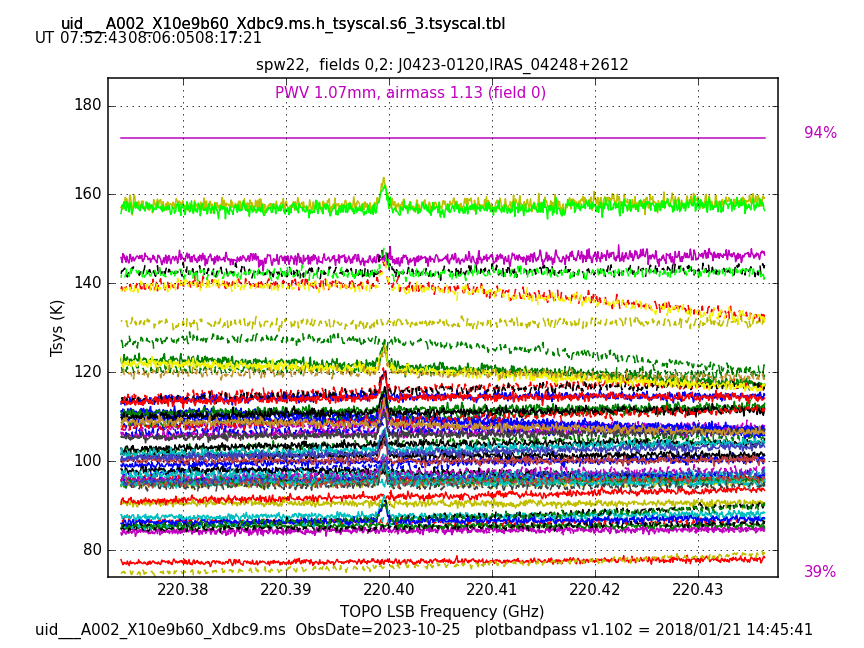 uid___A002_X10e9b60_Xdbc9.ms.h_tsyscal.s6_3.tsyscal.tbl
UT 07:52:43 08:06:05 08:17:21
spw22,  fields 0,2: J0423-0120,IRAS_04248+2612
PWV 1.07mm, airmass 1.13 (field 0)
180
94%
160
140
Tsys (K)
120
100
80
39%
220.38 220.39 220.40 220.41 220.42 220.43
TOPO LSB Frequency (GHz)
uid___A002_X10e9b60_Xdbc9.ms  ObsDate=2023-10-25   plotbandpass v1.102 = 2018/01/21 14:45:41